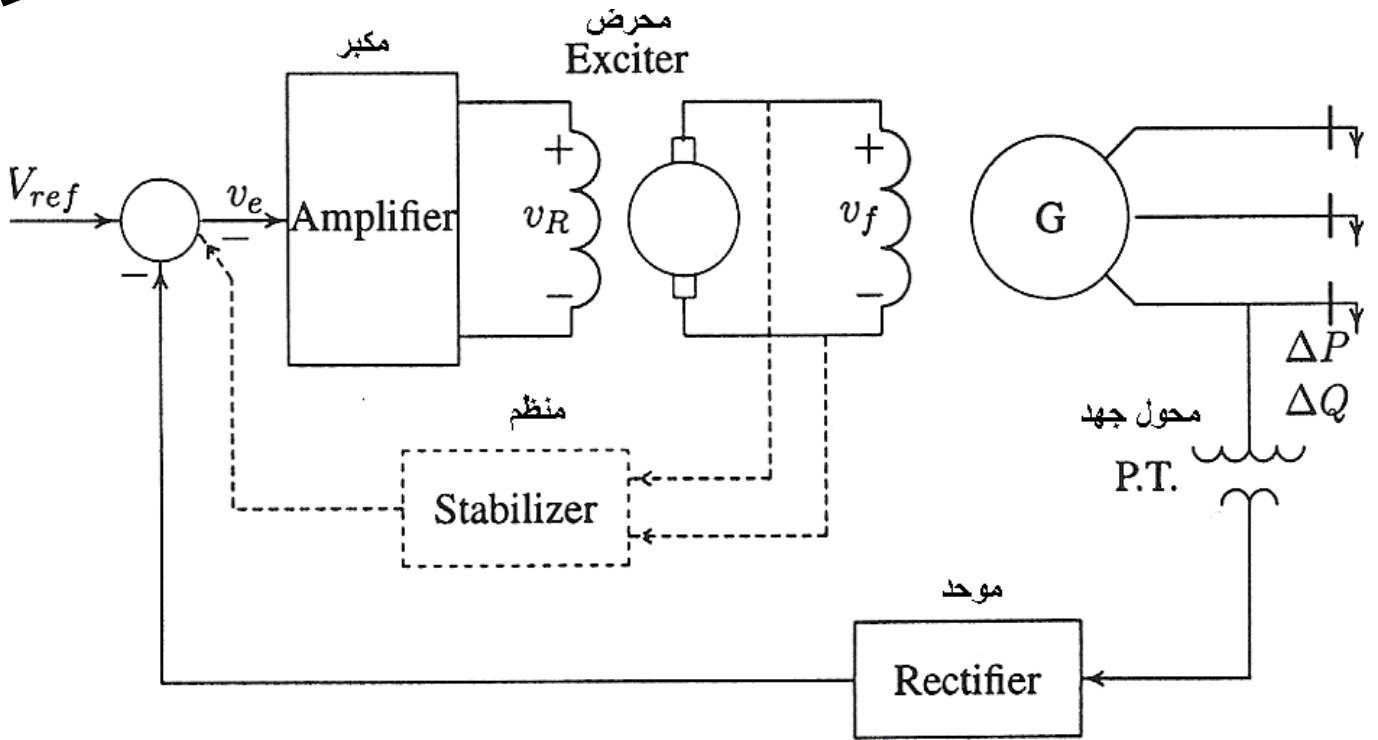 مكبر
محرض
Exciter
V_ref
v_e
−
−
Amplifier
+
v_R
−
+
v_f
−
G
ΔP
ΔQ
محول جهد
P.T.
منظم
Stabilizer
موحد
Rectifier